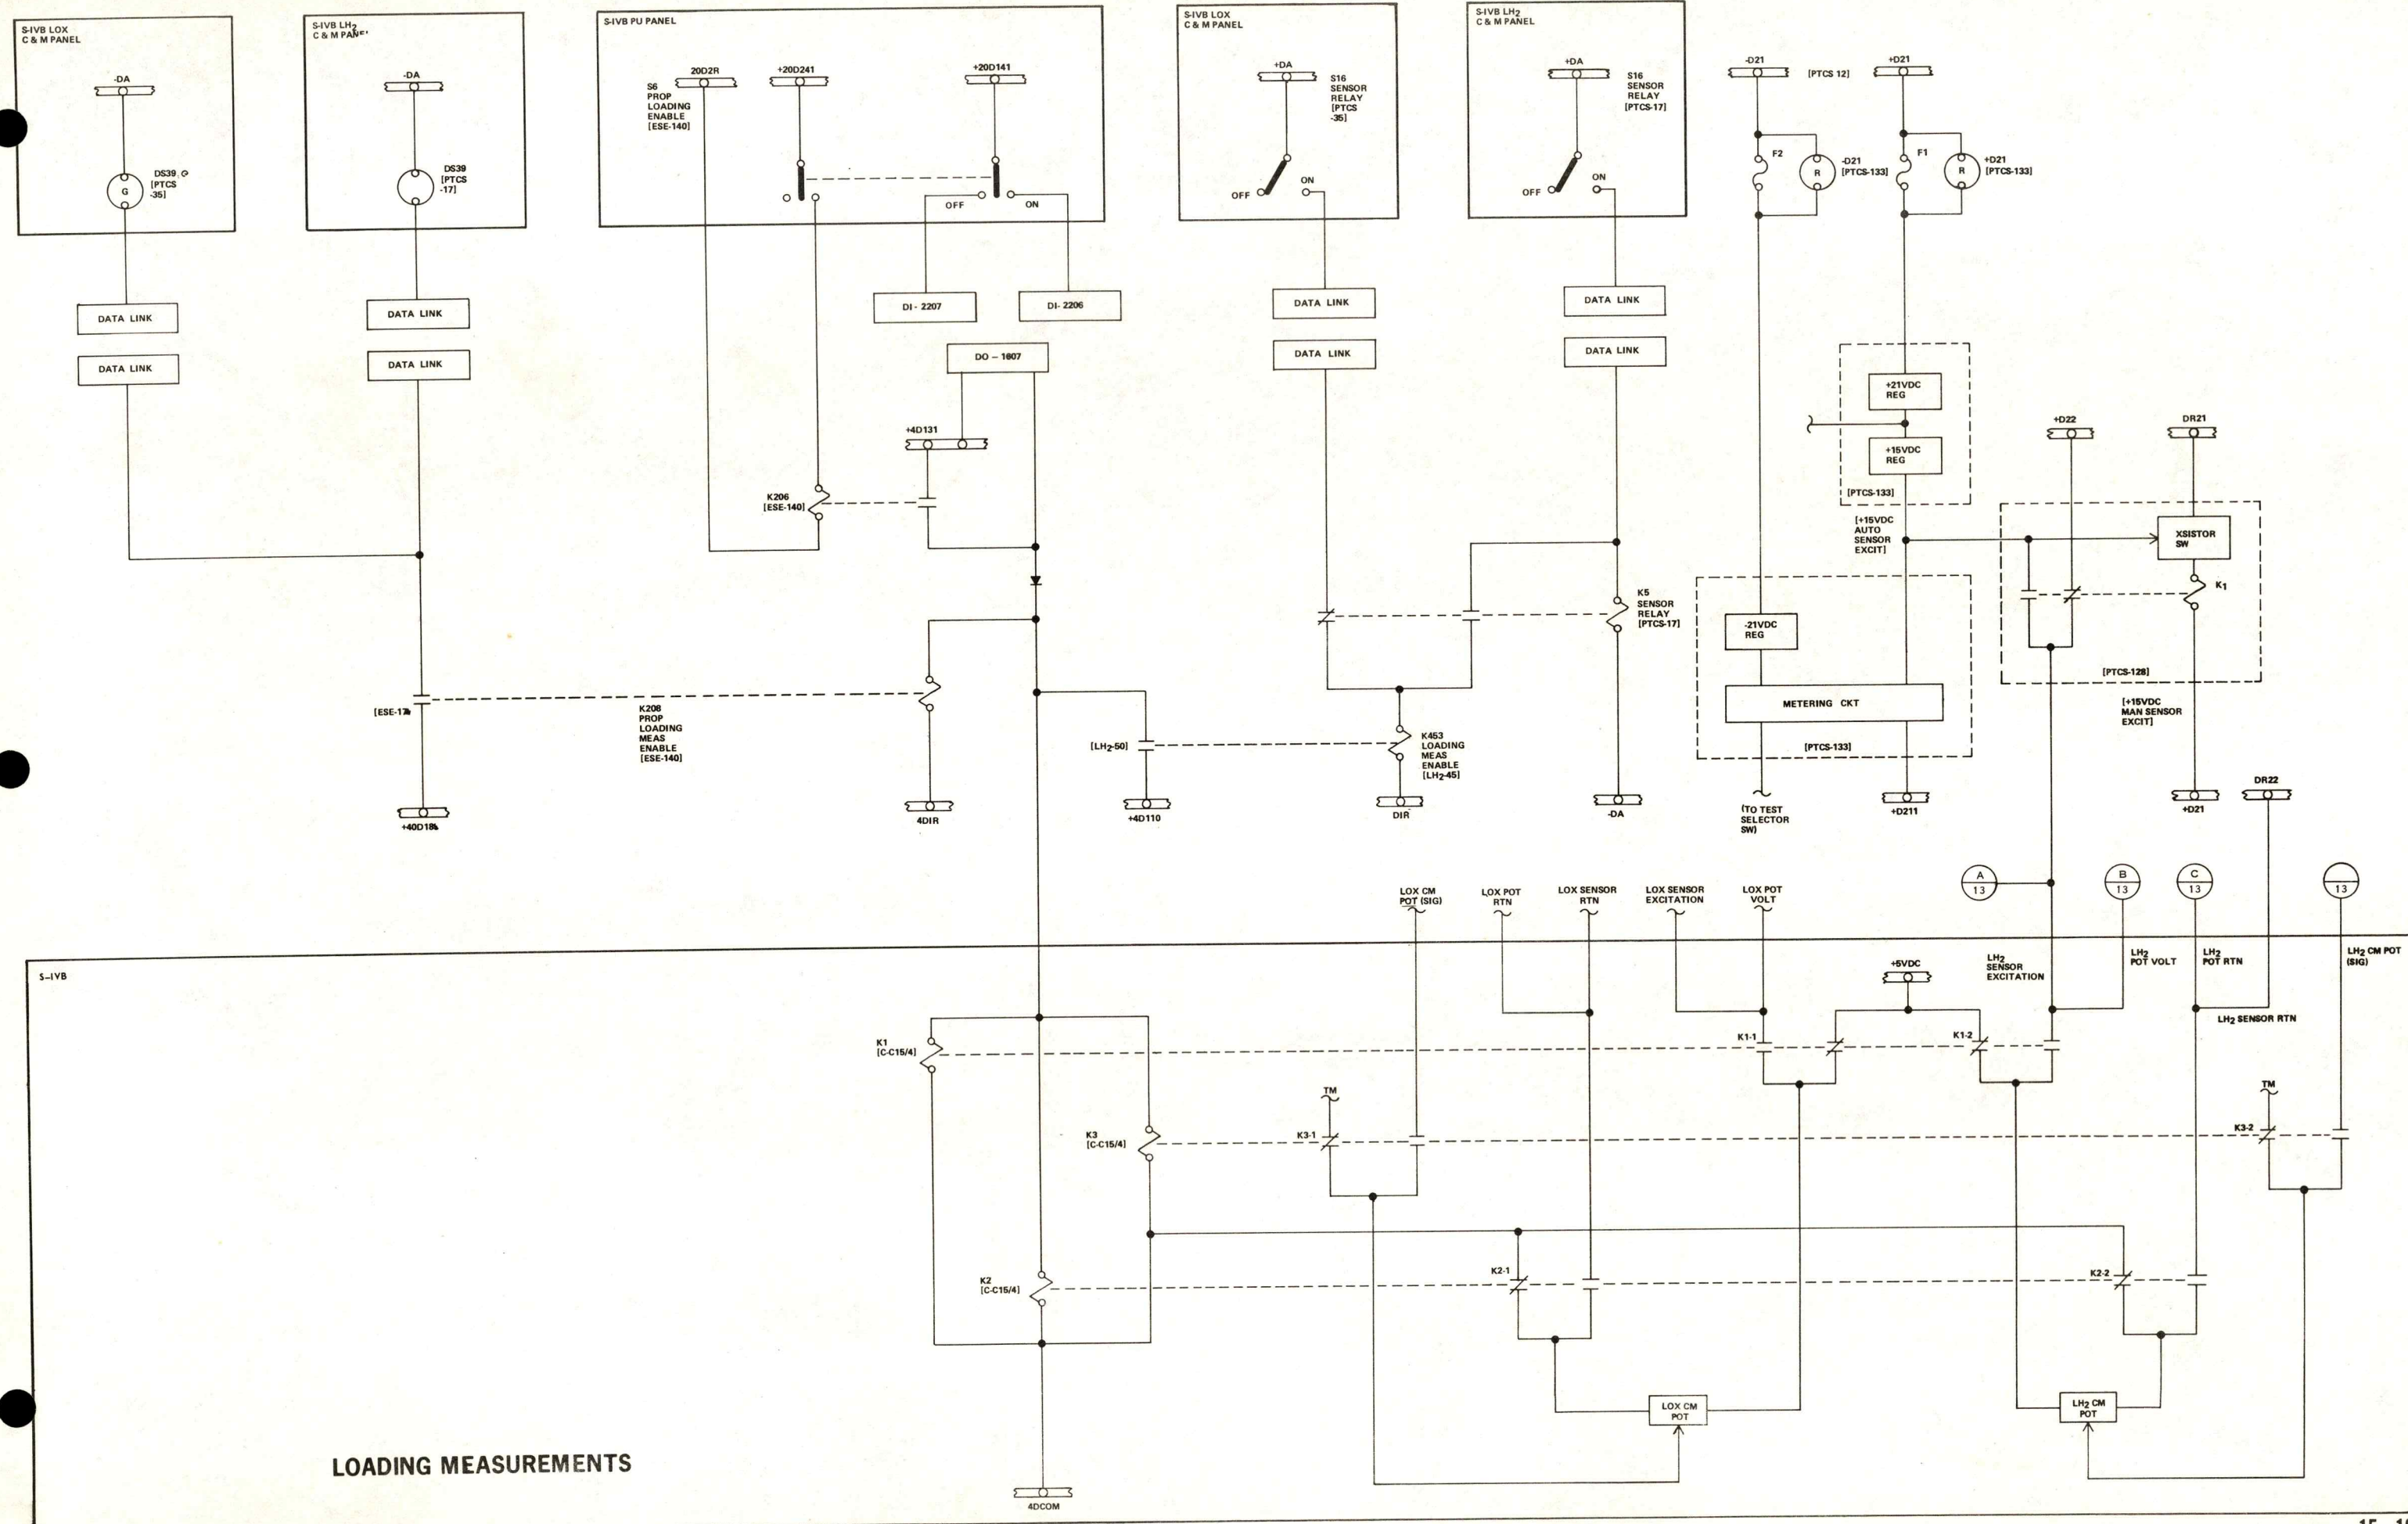 S-IVB LOX
C & M PANEL
-DA
DS39
[PTCS
-35]
G
DATA LINK
DATA LINK
S-IVB LH2
C & M PANEL
-DA
DS39
[PTCS
-17]
DATA LINK
DATA LINK
S-IVB PU PANEL
S6
PROP
LOADING
ENABLE
[ESE-140]
20D2R
+20D241
+20D141
OFF
ON
DI - 2207
DI- 2206
DO – 1607
+4D131
K206
[ESE-140]
S-IVB LOX
C & M PANEL
+DA
S16
SENSOR
RELAY
[PTCS
-35]
OFF
ON
DATA LINK
DATA LINK
S-IVB LH2
C & M PANEL
+DA
S16
SENSOR
RELAY
[PTCS-17]
OFF
ON
DATA LINK
DATA LINK
-D21
[PTCS 12]
+D21
F2
R
-D21
[PTCS-133]
F1
R
+D21
[PTCS-133]
+21VDC
REG
+15VDC
REG
[PTCS-133]
[+15VDC
AUTO
SENSOR
EXCIT]
+D22
DR21
XSISTOR
SW
K1
[PTCS-128]
[+15VDC
MAN SENSOR
EXCIT]
+D21
DR22
K5
SENSOR
RELAY
[PTCS-17]
-21VDC
REG
METERING CKT
[PTCS-133]
(TO TEST
SELECTOR
SW)
+D211
K208
PROP
LOADING
MEAS
ENABLE
[ESE-140]
4DIR
[LH2-50]
+4D110
K453
LOADING
MEAS
ENABLE
[LH2-45]
DIR
-DA
LOX CM
POT (SIG)
LOX POT
RTN
LOX SENSOR
RTN
LOX SENSOR
EXCITATION
LOX POT
VOLT
A
13
B
13
C
13
13
S-IVB
+5VDC
LH2
SENSOR
EXCITATION
LH2
POT VOLT
LH2
POT RTN
LH2 CM POT
(SIG)
LH2 SENSOR RTN
K1
[C-C15/4]
K1-1
K1-2
TM
TM
K3
[C-C15/4]
K3-1
K3-2
K2
[C-C15/4]
K2-1
K2-2
LOX CM
POT
LH2 CM
POT
LOADING MEASUREMENTS
4DCOM